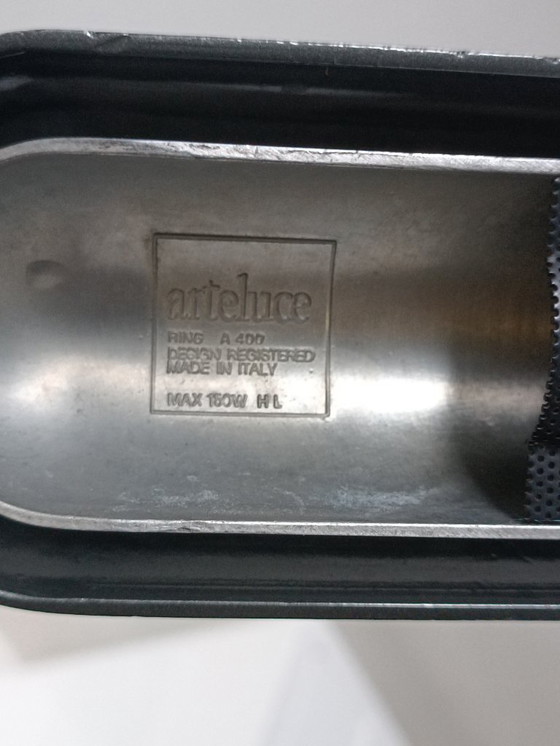 arteluce
RING A 400
DESIGN REGISTERED
MADE IN ITALY
MAX 150W H L